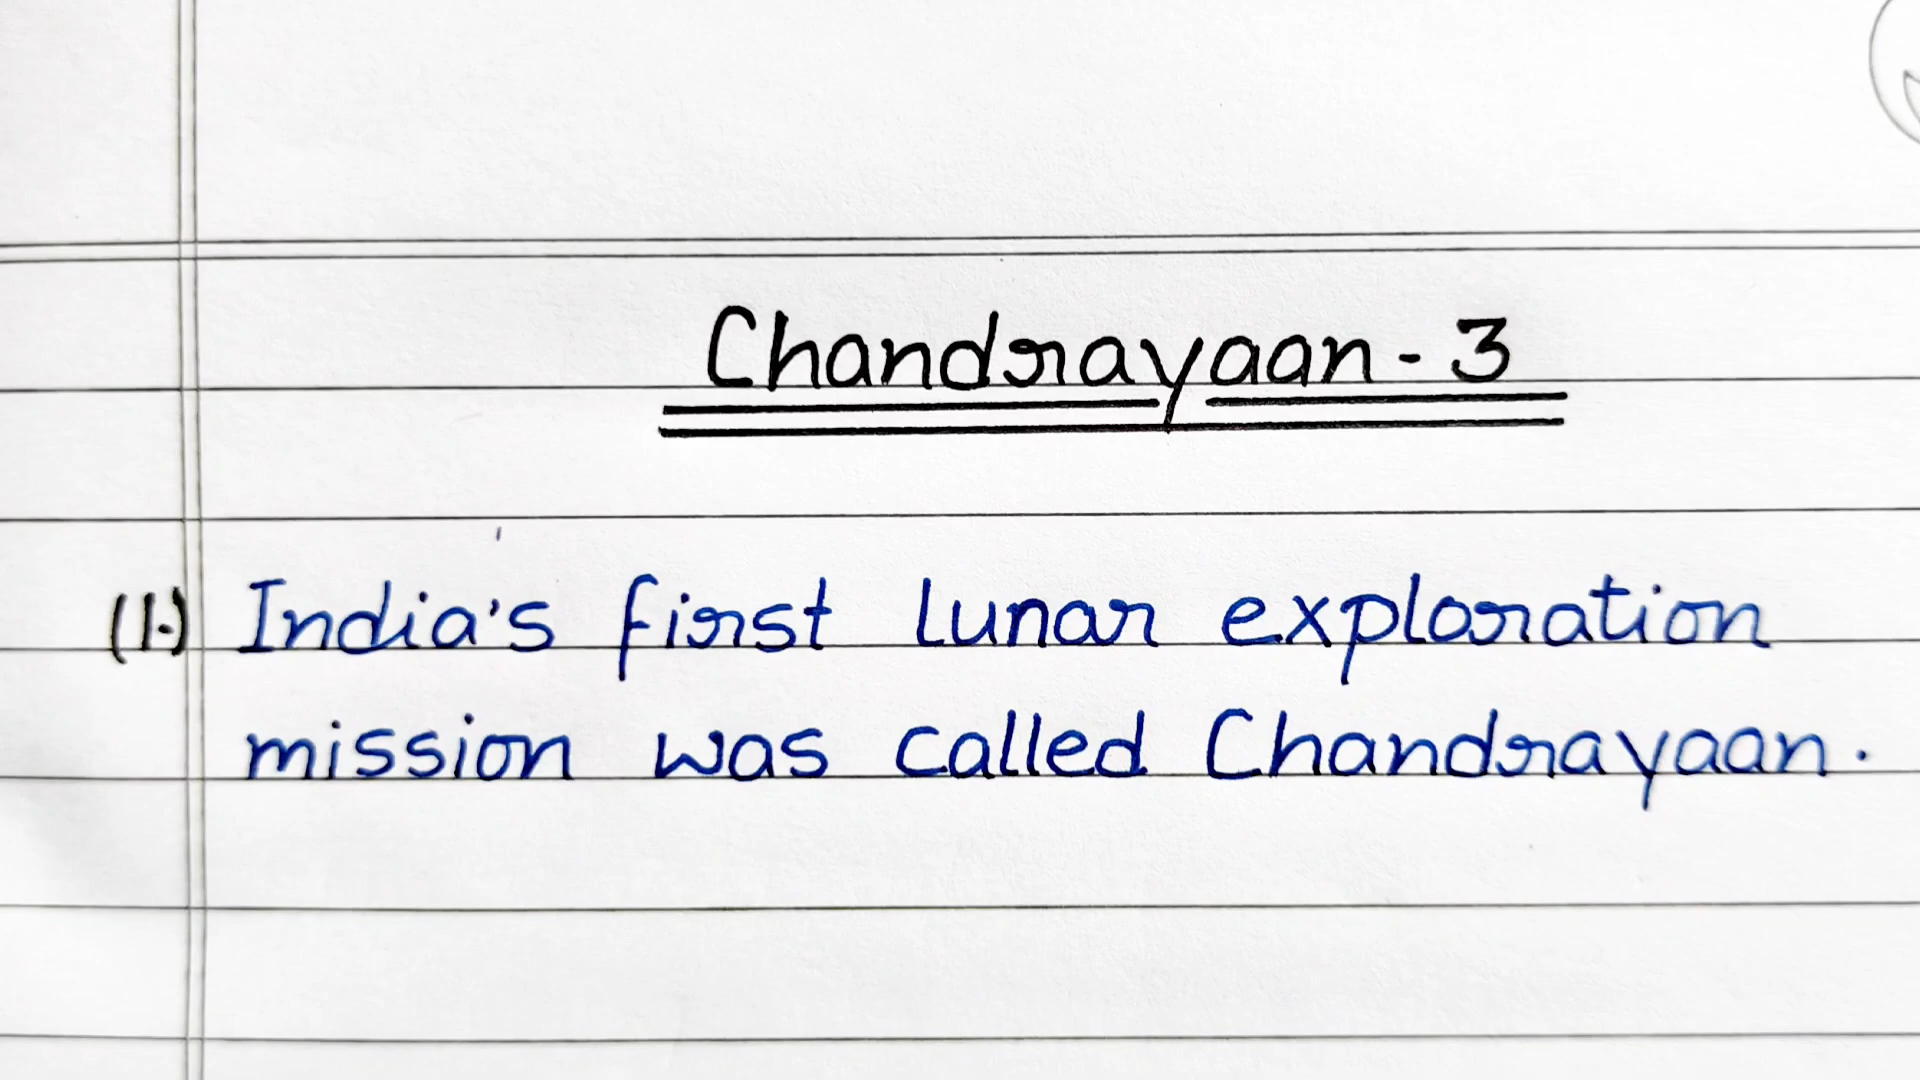 Chandrayaan - 3
(1.) India's first lunar exploration
mission was called Chandrayaan.